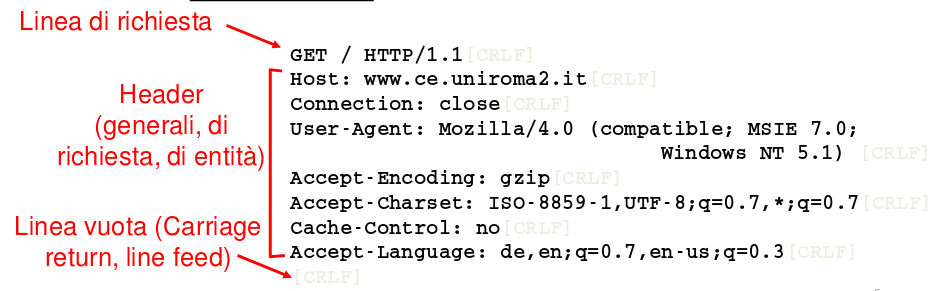 Linea di richiesta
GET / HTTP/1.1[CRLF]
Host: www.ce.uniroma2.it[CRLF]
Connection: close[CRLF]
User-Agent: Mozilla/4.0 (compatible; MSIE 7.0;
Windows NT 5.1) [CRLF]
Accept-Encoding: gzip[CRLF]
Accept-Charset: ISO-8859-1,UTF-8;q=0.7,*;q=0.7[CRLF]
Cache-Control: no[CRLF]
Accept-Language: de,en;q=0.7,en-us;q=0.3[CRLF]
[CRLF]
Header
(generali, di
richiesta, di entità)
Linea vuota (Carriage
return, line feed)